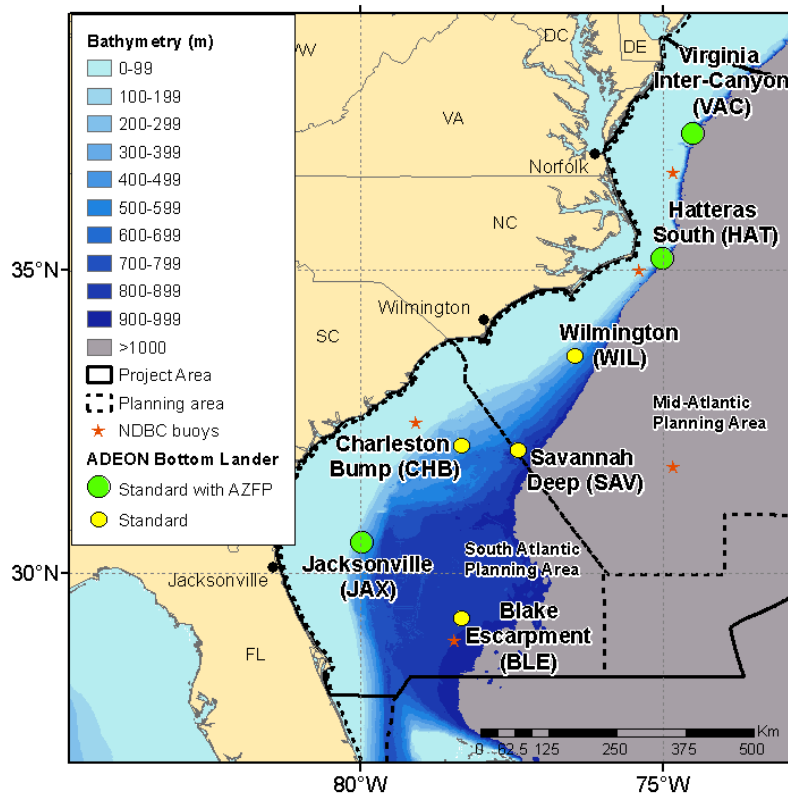 Bathymetry (m)
0-99
100-199
200-299
300-399
400-499
500-599
600-699
700-799
800-899
900-999
>1000
Project Area
Planning area
NDBC buoys
ADEON Bottom Lander
Standard with AZFP
Standard
W
DC
DE
VA
NC
SC
FL
Norfolk
Wilmington
Jacksonville
Virginia
Inter-Canyon
(VAC)
Hatteras
South (HAT)
Wilmington
(WIL)
Mid-Atlantic
Planning Area
Charleston
Bump (CHB)
Savannah
Deep (SAV)
South Atlantic
Planning Area
Jacksonville
(JAX)
Blake
Escarpment
(BLE)
35°N
30°N
80°W
75°W
Km
0 62.5 125 250 375 500